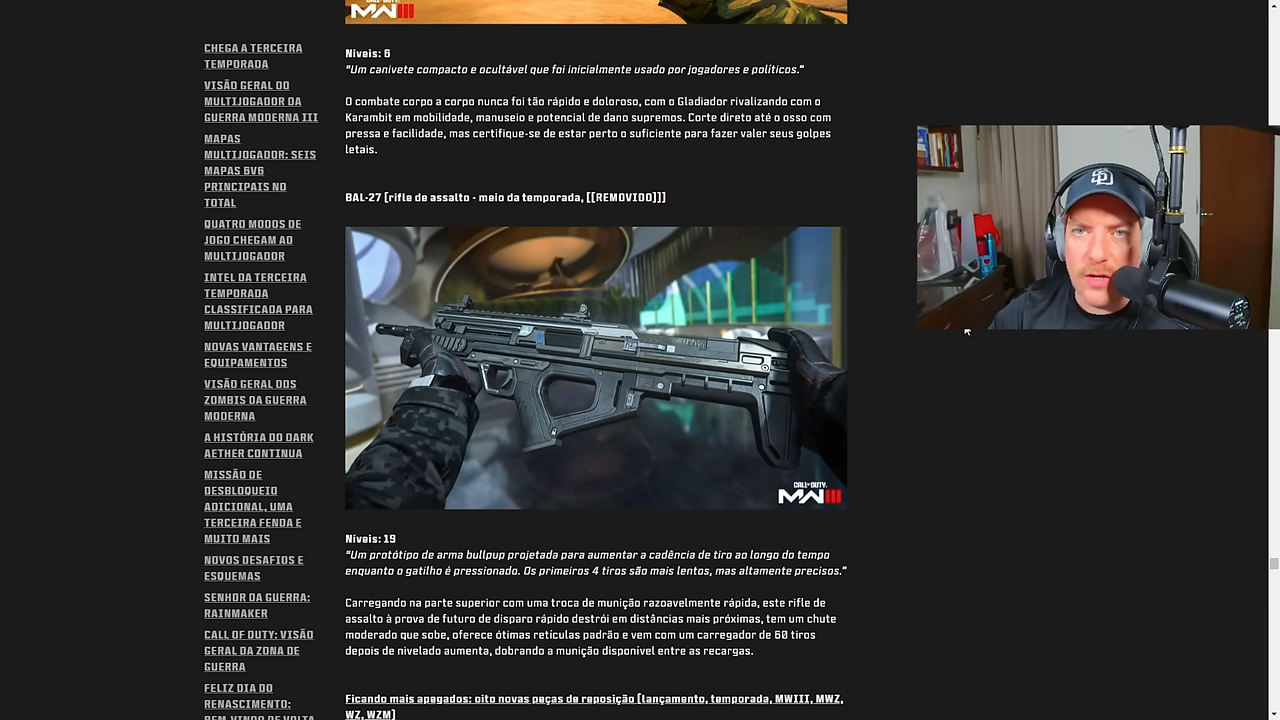 CHEGA A TERCEIRA
TEMPORADA
VISÃO GERAL DO
MULTIJOGADOR DA
GUERRA MODERNA III
MAPAS
MULTIJOGADOR: SEIS
MAPAS 6V6
PRINCIPAIS NO
TOTAL
QUATRO MODOS DE
JOGO CHEGAM AO
MULTIJOGADOR
INTEL DA TERCEIRA
TEMPORADA
CLASSIFICADA PARA
MULTIJOGADOR
NOVAS VANTAGENS E
EQUIPAMENTOS
VISÃO GERAL DOS
ZOMBIS DA GUERRA
MODERNA
A HISTÓRIA DO DARK
AETHER CONTINUA
MISSÃO DE
DESBLOQUEIO
ADICIONAL, UMA
TERCEIRA FENDA E
MUITO MAIS
NOVOS DESAFIOS E
ESQUEMAS
SENHOR DA GUERRA:
RAINMAKER
CALL OF DUTY: VISÃO
GERAL DA ZONA DE
GUERRA
FELIZ DIA DO
RENASCIMENTO:
BEM-VINDO DE VOLTA
MWIII
Níveis: 6
"Um canivete compacto e ocultável que foi inicialmente usado por jogadores e políticos."
O combate corpo a corpo nunca foi tão rápido e doloroso, com o Gladiador rivalizando com o
Karambit em mobilidade, manuseio e potencial de dano supremos. Corte direto até o osso com
pressa e facilidade, mas certifique-se de estar perto o suficiente para fazer valer seus golpes
letais.
BAL-27 [rifle de assalto - meio da temporada, [[REMOVIDO]]]
CALL OF DUTY
MWIII
Níveis: 19
"Um protótipo de arma bullpup projetada para aumentar a cadência de tiro ao longo do tempo
enquanto o gatilho é pressionado. Os primeiros 4 tiros são mais lentos, mas altamente precisos."
Carregando na parte superior com uma troca de munição razoavelmente rápida, este rifle de
assalto à prova de futuro de disparo rápido destrói em distâncias mais próximas, tem um chute
moderado que sobe, oferece ótimas retículas padrão e vem com um carregador de 60 tiros
depois de nivelado aumenta, dobrando a munição disponível entre as recargas.
Ficando mais apegados: oito novas peças de reposição [lançamento, temporada, MWIII, MWZ,
WZ, WZM]
SD